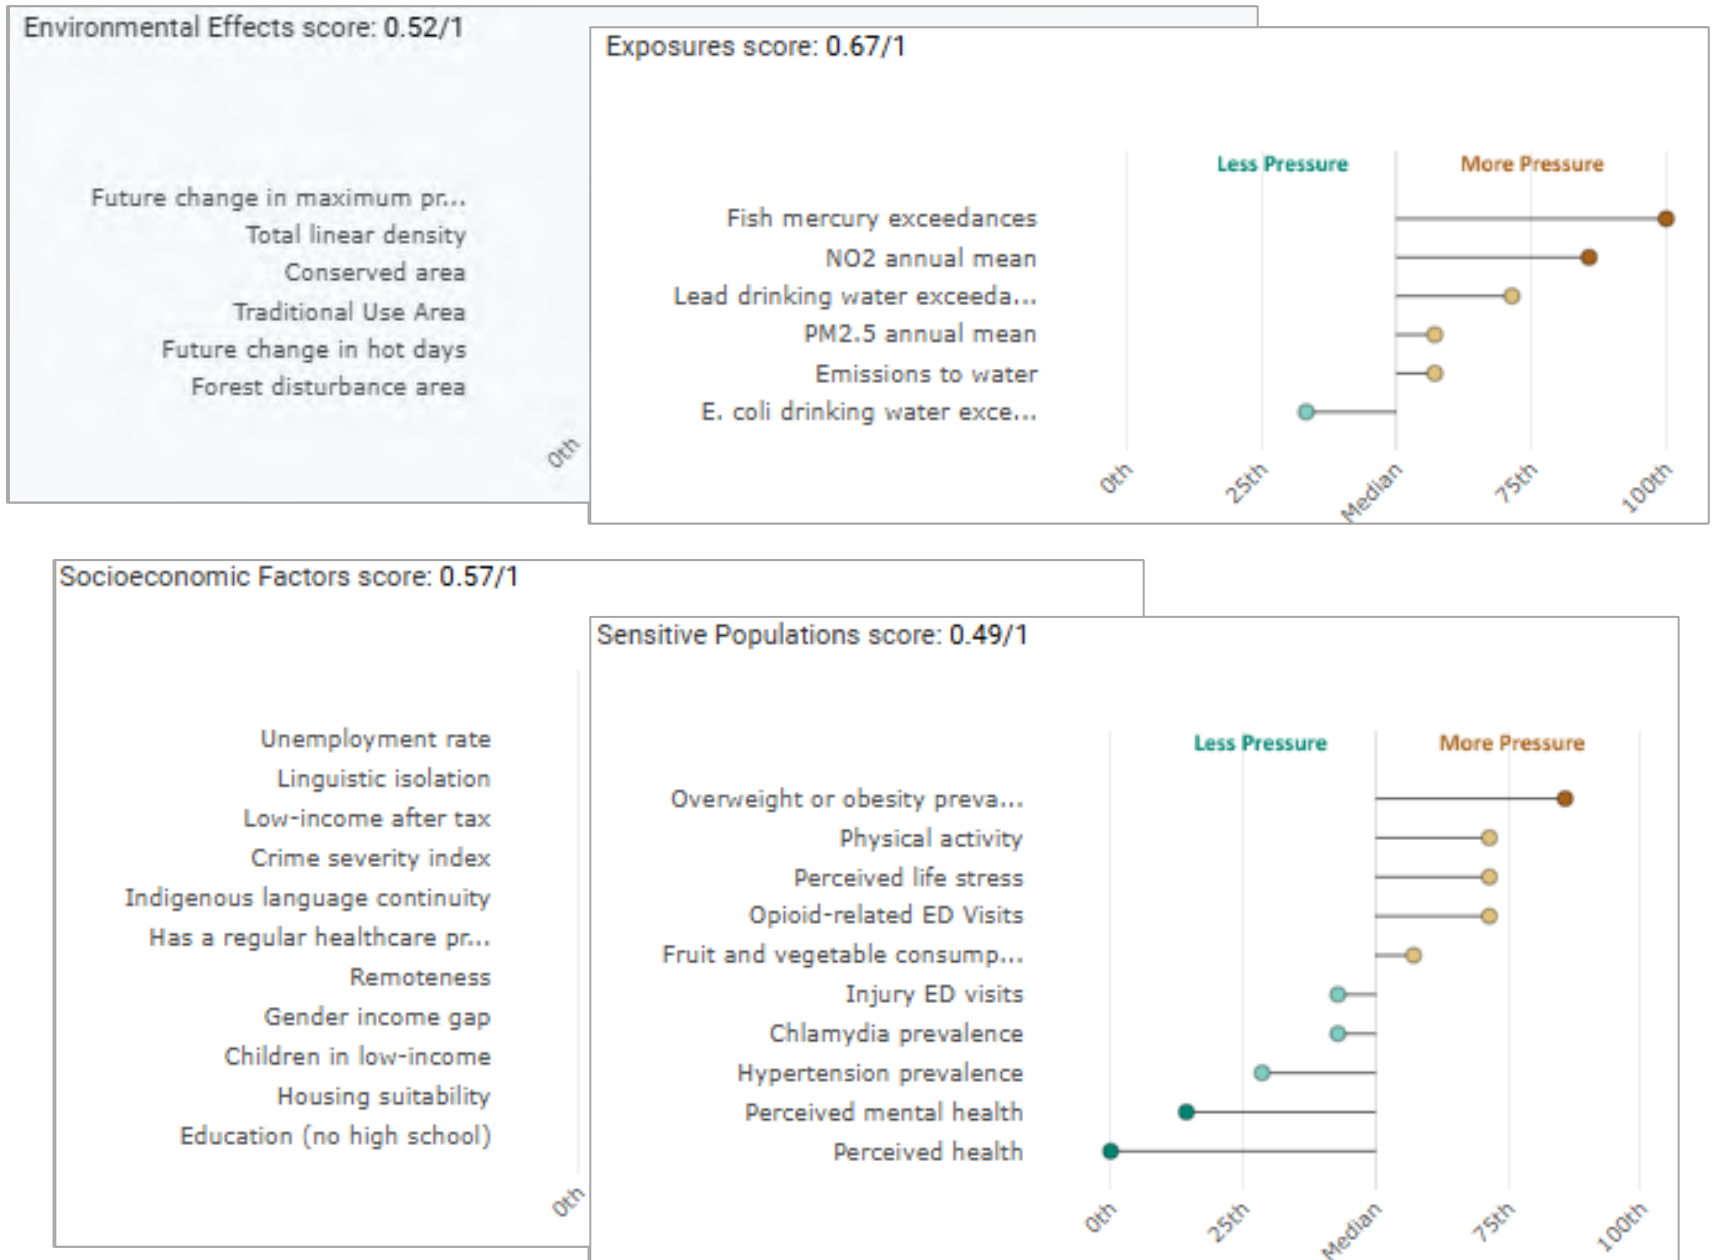 Environmental Effects score: 0.52/1
Future change in maximum pr...
Total linear density
Conserved area
Traditional Use Area
Future change in hot days
Forest disturbance area
0th
Exposures score: 0.67/1
Less Pressure
More Pressure
Fish mercury exceedances
NO2 annual mean
Lead drinking water exceeda...
PM2.5 annual mean
Emissions to water
E. coli drinking water exce...
0th
25th
Median
75th
100th
Socioeconomic Factors score: 0.57/1
Unemployment rate
Linguistic isolation
Low-income after tax
Crime severity index
Indigenous language continuity
Has a regular healthcare pr...
Remoteness
Gender income gap
Children in low-income
Housing suitability
Education (no high school)
0th
Sensitive Populations score: 0.49/1
Less Pressure
More Pressure
Overweight or obesity preva...
Physical activity
Perceived life stress
Opioid-related ED Visits
Fruit and vegetable consump...
Injury ED visits
Chlamydia prevalence
Hypertension prevalence
Perceived mental health
Perceived health
0th
25th
Median
75th
100th